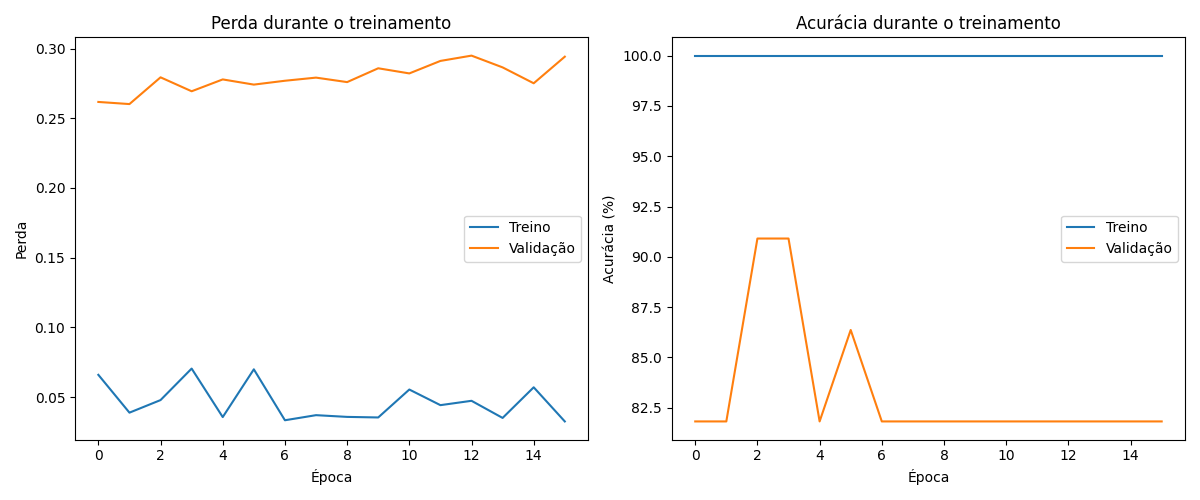 Perda durante o treinamento
0.30
0.25
0.20
0.15
0.10
0.05
Perda
Treino
Validação
0 2 4 6 8 10 12 14
Época
Acurácia durante o treinamento
100.0
97.5
95.0
92.5
90.0
87.5
85.0
82.5
Acurácia (%)
Treino
Validação
0 2 4 6 8 10 12 14
Época